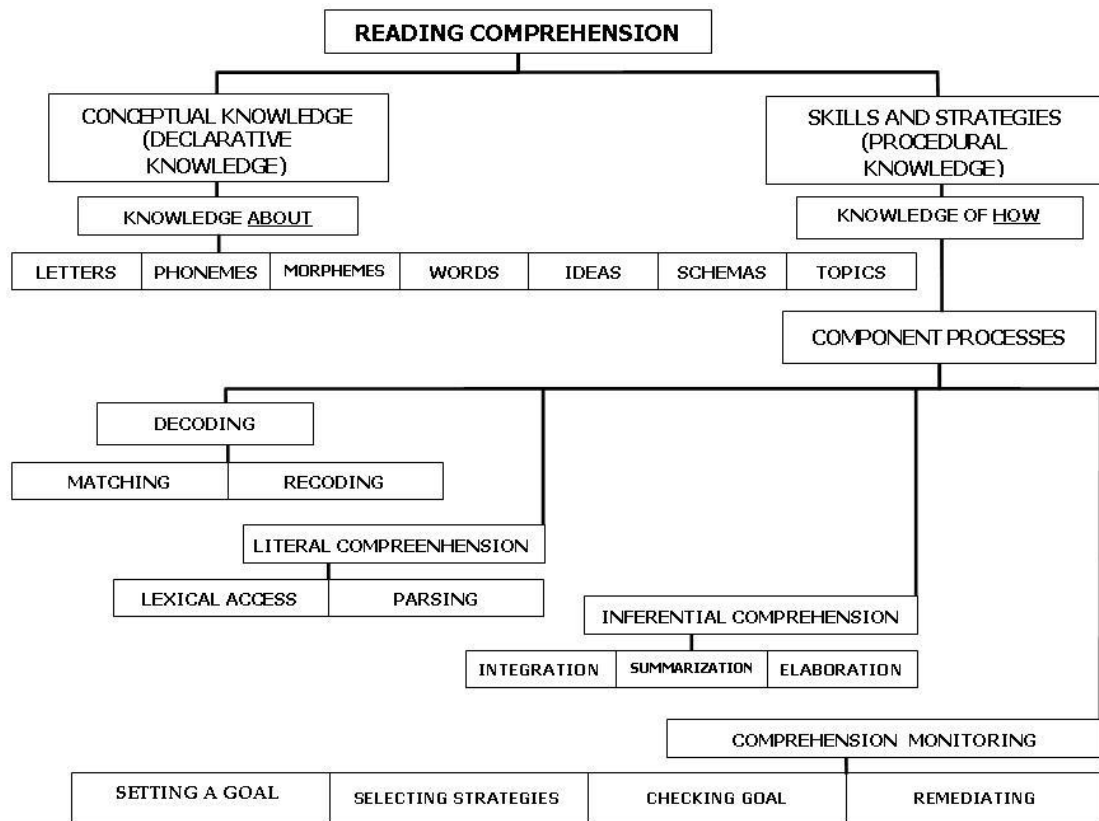 READING COMPREHENSION
CONCEPTUAL KNOWLEDGE
(DECLARATIVE
KNOWLEDGE)
SKILLS AND STRATEGIES
(PROCEDURAL
KNOWLEDGE)
KNOWLEDGE ABOUT
KNOWLEDGE OF HOW
LETTERS
PHONEMES
MORPHEMES
WORDS
IDEAS
SCHEMAS
TOPICS
COMPONENT PROCESSES
DECODING
MATCHING
RECODING
LITERAL COMPREENHENSION
LEXICAL ACCESS
PARSING
INFERENTIAL COMPREHENSION
INTEGRATION
SUMMARIZATION
ELABORATION
COMPREHENSION MONITORING
SETTING A GOAL
SELECTING STRATEGIES
CHECKING GOAL
REMEDIATING